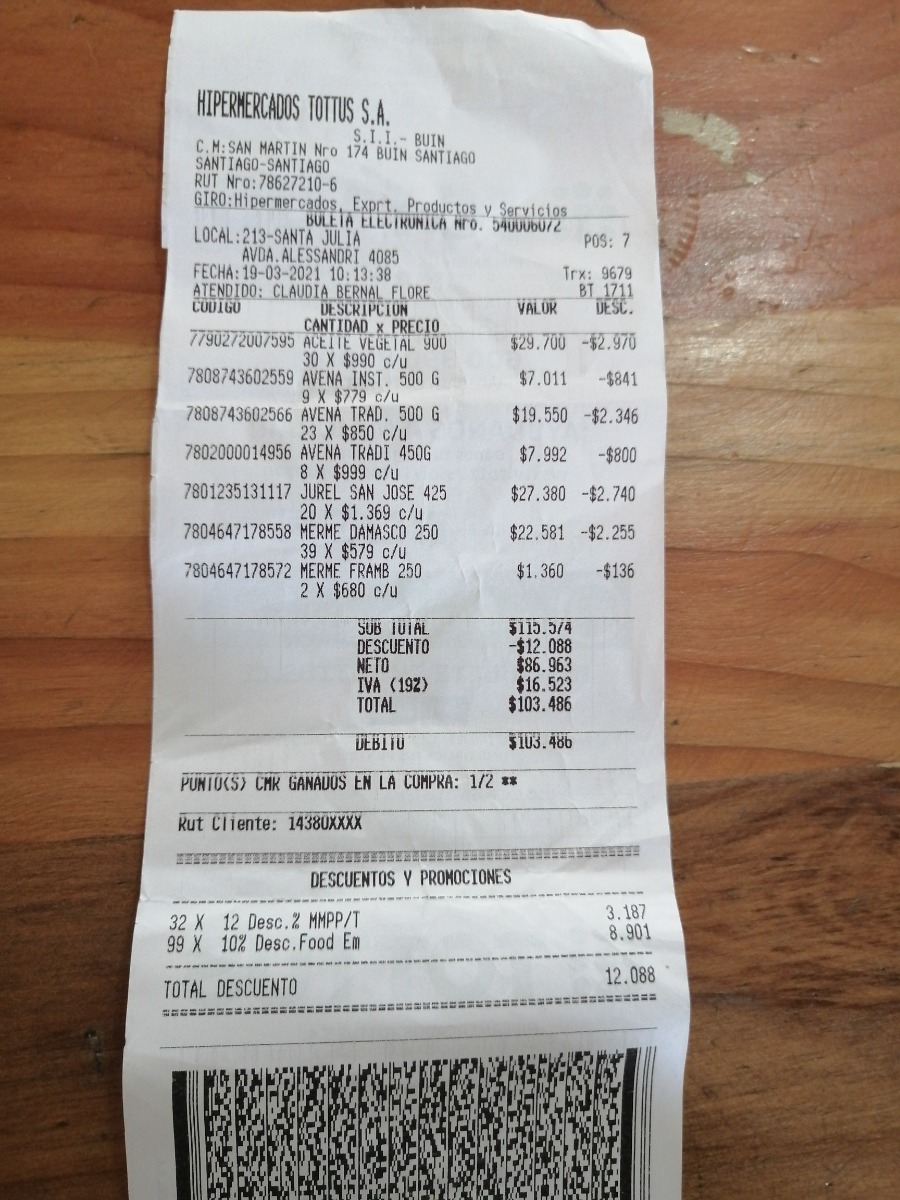 HIPERMERCADOS TOTTUS S.A.
S.I.I.- BUIN
C.M:SAN MARTIN Nro 174 BUIN SANTIAGO
SANTIAGO-SANTIAGO
RUT Nro:78627210-6
GIRO:Hipermercados, Exprt. Productos y Servicios
BOLETA ELECTRONICA Nro. 540006072
LOCAL:213-SANTA JULIA POS: 7
AVDA.ALESSANDRI 4085
FECHA:19-03-2021 10:13:38 Trx: 9679
ATENDIDO: CLAUDIA BERNAL FLORE BT 1711
CODIGO DESCRIPCION VALOR DESC.
CANTIDAD x PRECIO
7790272007595 ACEITE VEGETAL 900 $29.700 -$2.970
30 X $990 c/u
7808743602559 AVENA INST. 500 G $7.011 -$841
9 X $779 c/u
7808743602566 AVENA TRAD. 500 G $19.550 -$2.346
23 X $850 c/u
7802000014956 AVENA TRADI 450G $7.992 -$800
8 X $999 c/u
7801235131117 JUREL SAN JOSE 425 $27.380 -$2.740
20 X $1.369 c/u
7804647178558 MERME DAMASCO 250 $22.581 -$2.255
39 X $579 c/u
7804647178572 MERME FRAMB 250 $1.360 -$136
2 X $680 c/u
SUB TOTAL $115.574
DESCUENTO -$12.088
NETO $86.963
IVA (19%) $16.523
TOTAL $103.486
DEBITO $103.486
PUNTO(S) CMR GANADOS EN LA COMPRA: 172 **
Rut Cliente: 14380XXXX
DESCUENTOS Y PROMOCIONES
32 X 12 Desc.% MMPP/T 3.187
99 X 10% Desc.Food Em 8.901
TOTAL DESCUENTO 12.088